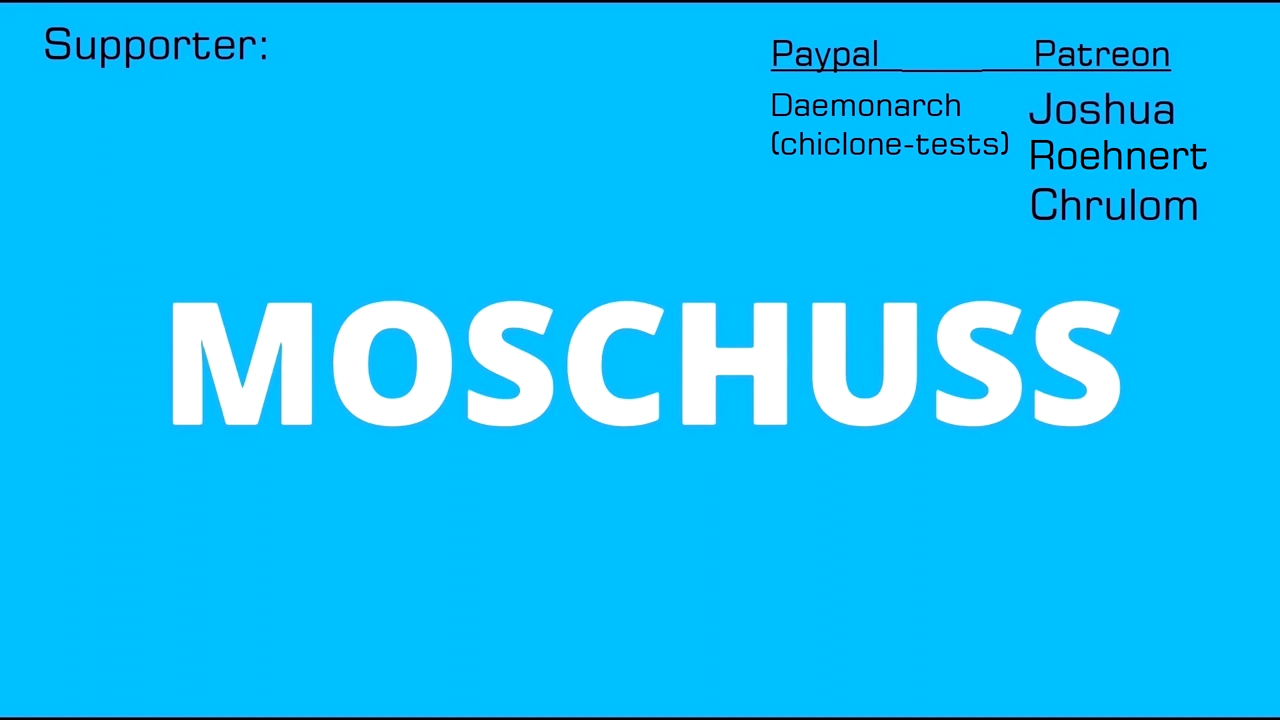 Supporter:
Paypal Patreon
Daemonarch
(chiclone-tests)
Joshua
Roehnert
Chrulom
MOSCHUSS